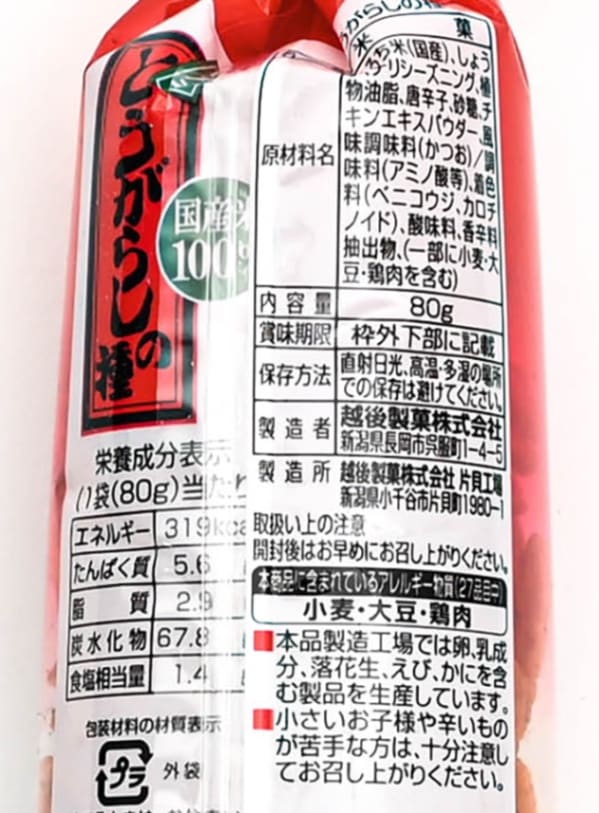 とうがらしの種
国産米
100%
米菓
原材料名
うち米(国産)、しょう
ゆ、シーズニング、植
物油脂、唐辛子、砂糖、チ
キンエキスパウダー、風
味調味料(かつお)/調
味料(アミノ酸等)、着色
料(ベニコウジ、カロチ
ノイド)、酸味料、香辛料
抽出物、(一部に小麦・大
豆・鶏肉を含む)
内容量 80g
賞味期限 枠外下部に記載
保存方法 直射日光、高温・多湿の場所
での保存は避けてください。
製造者 越後製菓株式会社
新潟県長岡市呉服町1-4-5
製造所 越後製菓株式会社 片貝工場
新潟県小千谷市片貝町1980-1
取扱い上の注意
開封後はお早めにお召し上がりください。
本商品に含まれているアレルギー物質(27品目中)
小麦・大豆・鶏肉
■本品製造工場では卵、乳成
分、落花生、えび、かにを含
む製品を生産しています。
■小さいお子様や辛いもの
が苦手な方は、十分注意し
てお召し上がりください。
栄養成分表示
(1袋(80g)当たり
エネルギー 319kca
たんぱく質 5.6
脂質 2.9
炭水化物 67.8
食塩相当量 1.4
包装材料の材質表示
プラ 外袋